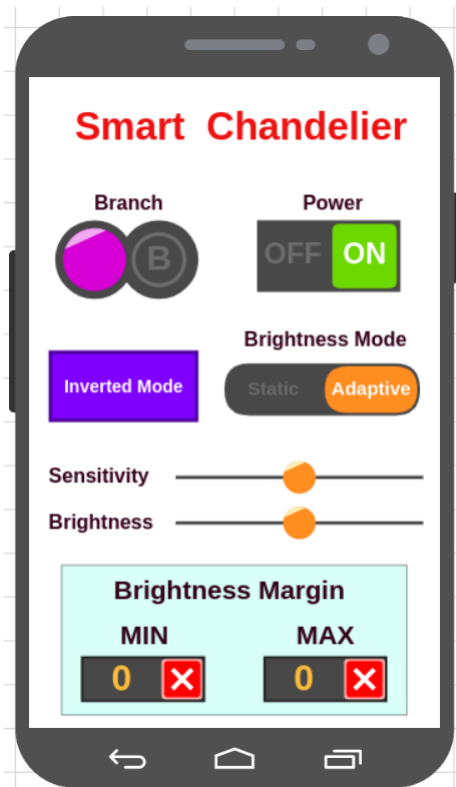 Smart Chandelier
Branch
Power
B
OFF ON
Brightness Mode
Inverted Mode
Static Adaptive
Sensitivity
Brightness
Brightness Margin
MIN MAX
0 0